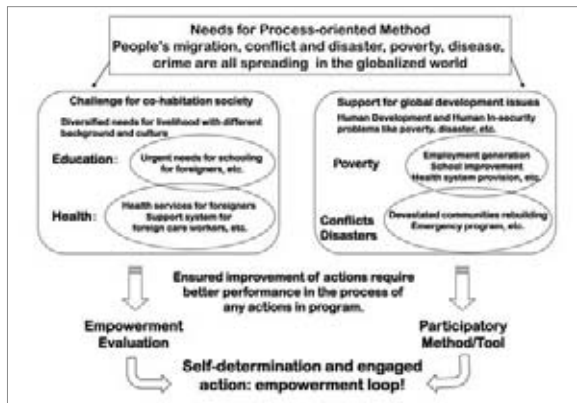 Needs for Process-oriented Method
People's migration, conflict and disaster, poverty, disease,
crime are all spreading in the globalized world
Challenge for co-habitation society
Diversified needs for livelihood with different
background and culture
Education:
Urgent needs for schooling
for foreigners, etc.
Health:
Health services for foreigners
Support system for
foreign care workers, etc.
Support for global development issues
Human Development and Human In-security
problems like poverty, disaster, etc.
Poverty
Employment generation
School improvement
Health system provision, etc.
Conflicts
Disasters
Devastated communities rebuilding
Emergency program, etc.
Ensured improvement of actions require
better performance in the process of
any actions in program.
Empowerment
Evaluation
Participatory
Method/Tool
Self-determination and engaged
action: empowerment loop!